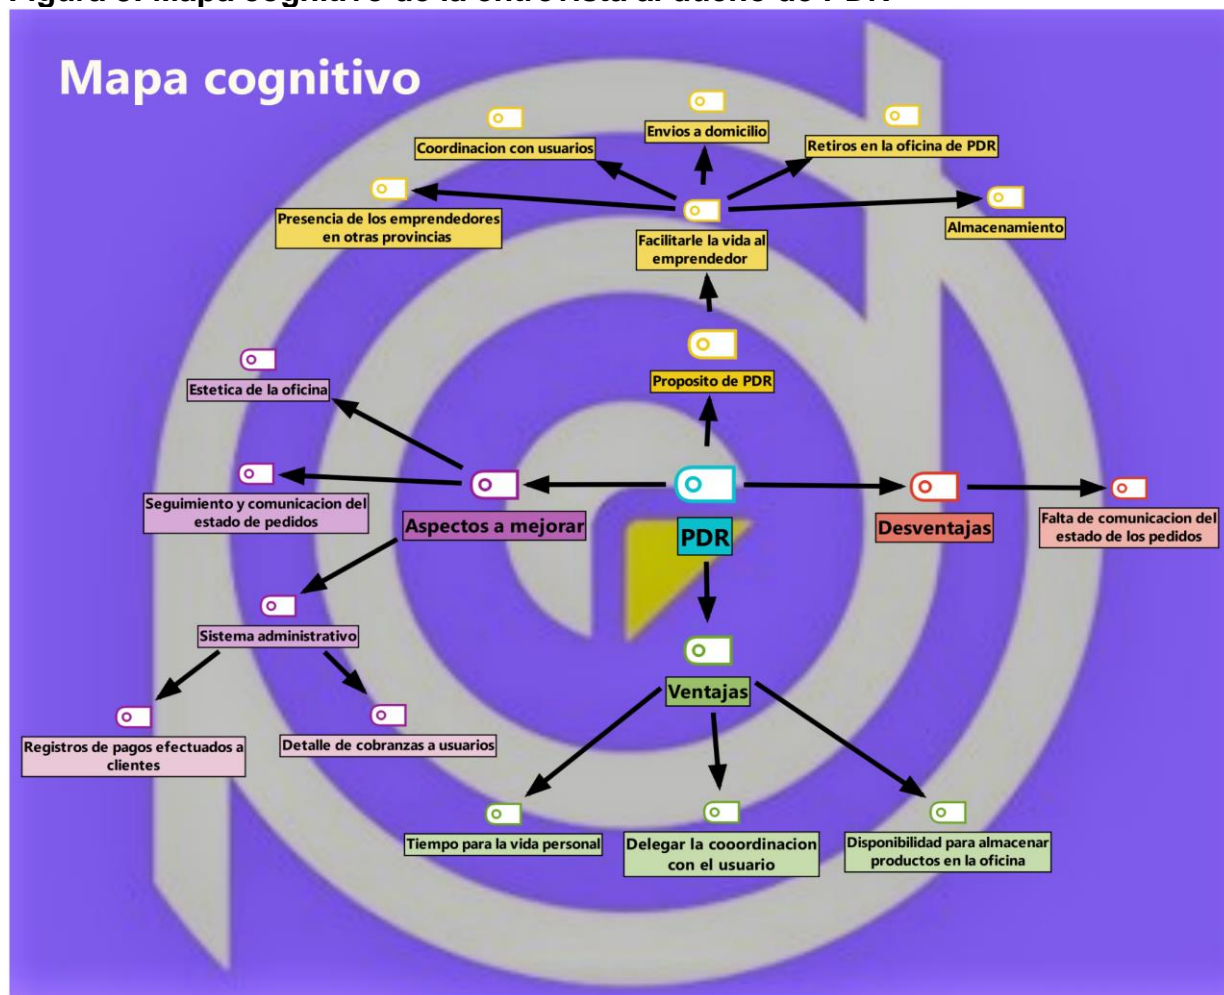 Mapa cognitivo
Envios a domicilio
Retiros en la oficina de PDR
Coordinacion con usuarios
Presencia de los emprendedores
en otras provincias
Almacenamiento
Facilitarle la vida al
emprendedor
Proposito de PDR
Estetica de la oficina
Seguimiento y comunicacion del
estado de pedidos
Aspectos a mejorar
PDR
Desventajas
Falta de comunicacion del
estado de los pedidos
Sistema administrativo
Ventajas
Registros de pagos efectuados a
clientes
Detalle de cobranzas a usuarios
Tiempo para la vida personal
Delegar la cooordinacion
con el usuario
Disponibilidad para almacenar
productos en la oficina